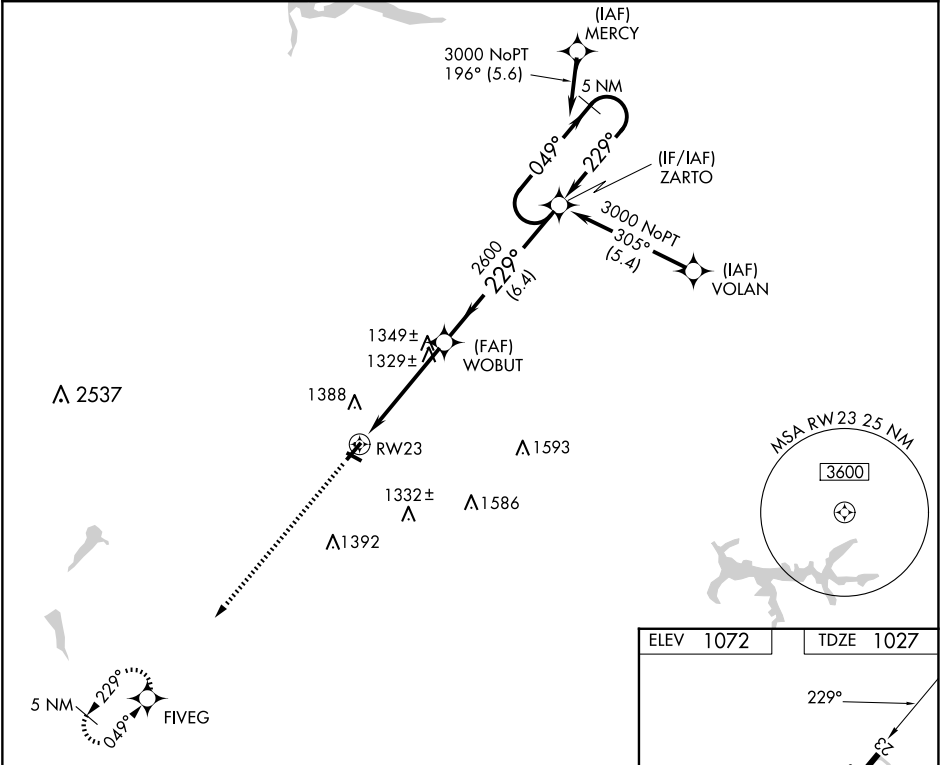 (IAF)
MERCY
3000 NoPT
196° (5.6)
5 NM
049°
229°
(IF/IAF)
ZARTO
3000 NoPT
305°
(5.4)
(IAF)
VOLAN
2600
229°
(6.4)
1349±
1329±
(FAF)
WOBUT
2537
1388
RW23
1593
MSA RW23 25 NM
3600
1332±
1586
1392
ELEV 1072
TDZE 1027
229°
23
5 NM
229°
049°
FIVEG